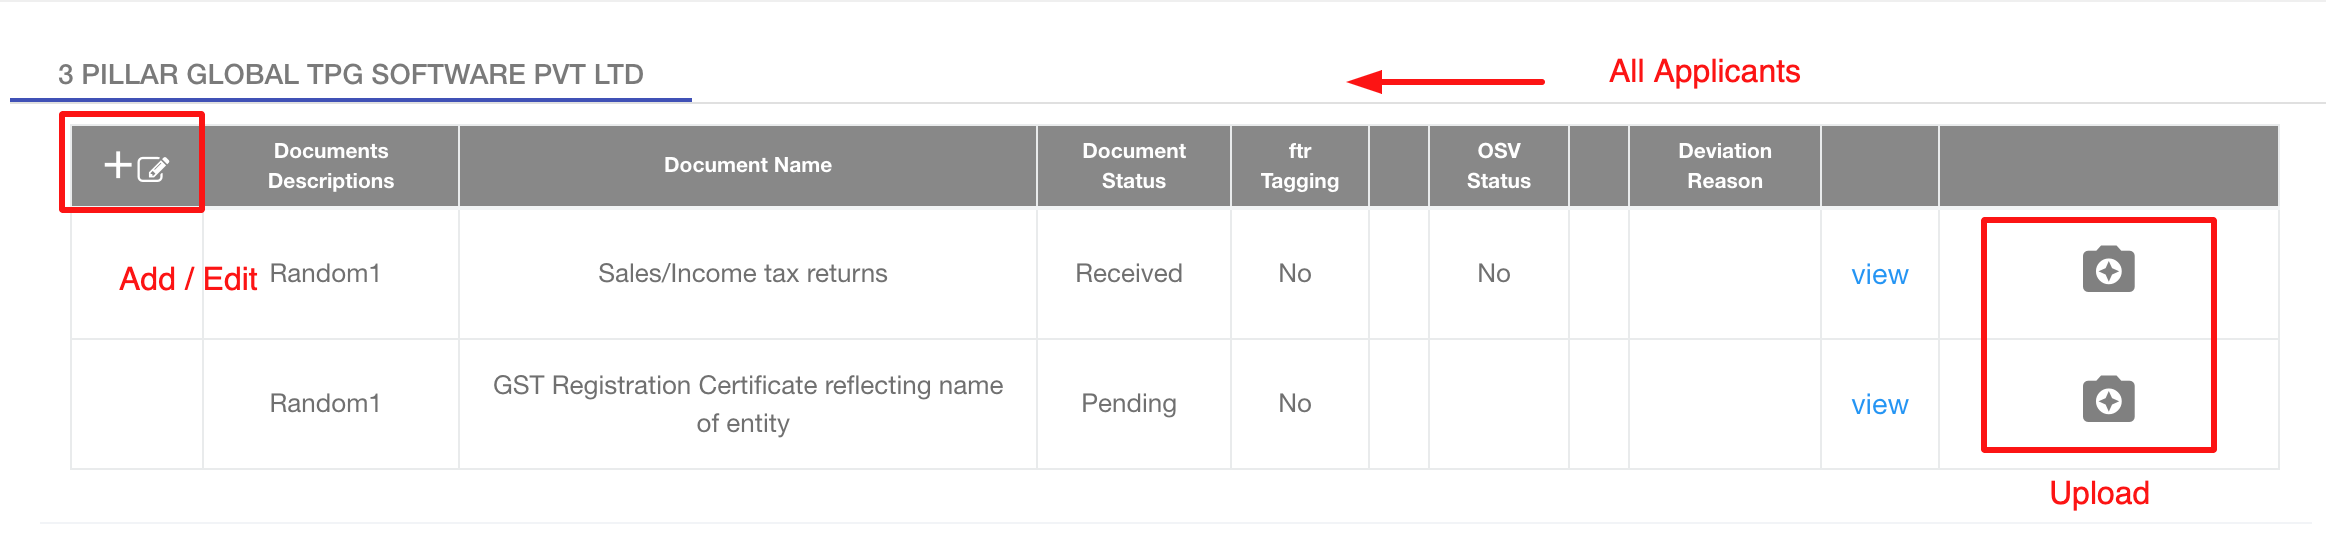 3 PILLAR GLOBAL TPG SOFTWARE PVT LTD
All Applicants
Documents
Descriptions
Document Name
Document
Status
ftr
Tagging
OSV
Status
Deviation
Reason
Add / Edit
Random1
Sales/Income tax returns
Received
No
No
view
Random1
GST Registration Certificate reflecting name
of entity
Pending
No
view
Upload